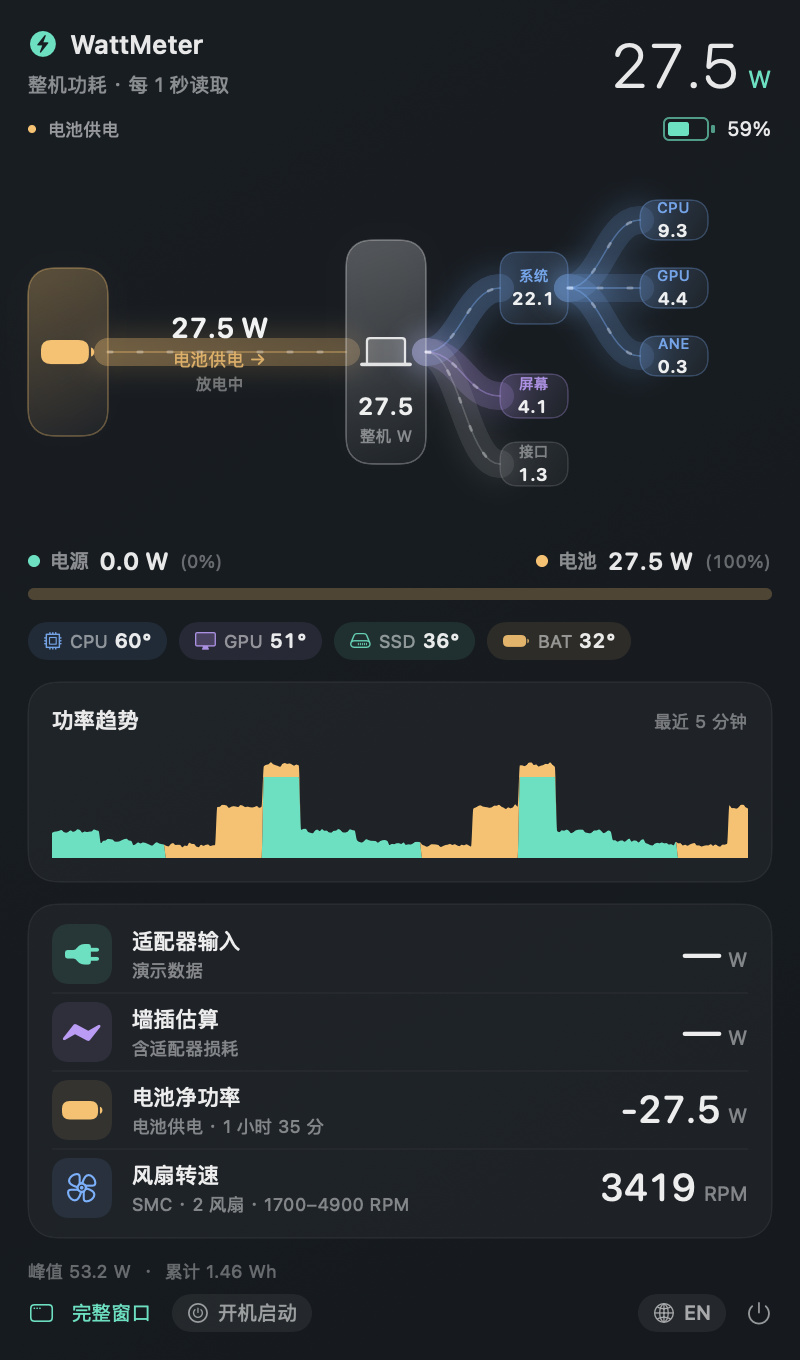 WattMeter
27.5 W
整机功耗 · 每 1 秒读取
电池供电
59%
CPU
9.3
系统
22.1
GPU
4.4
27.5 W
电池供电 →
放电中
ANE
0.3
屏幕
4.1
27.5
整机 W
接口
1.3
电源 0.0 W (0%)
电池 27.5 W (100%)
CPU 60°
GPU 51°
SSD 36°
BAT 32°
功率趋势
最近 5 分钟
适配器输入
演示数据
— W
墙插估算
含适配器损耗
— W
电池净功率
电池供电 · 1 小时 35 分
-27.5 W
风扇转速
SMC · 2 风扇 · 1700–4900 RPM
3419 RPM
峰值 53.2 W · 累计 1.46 Wh
完整窗口
开机启动
EN